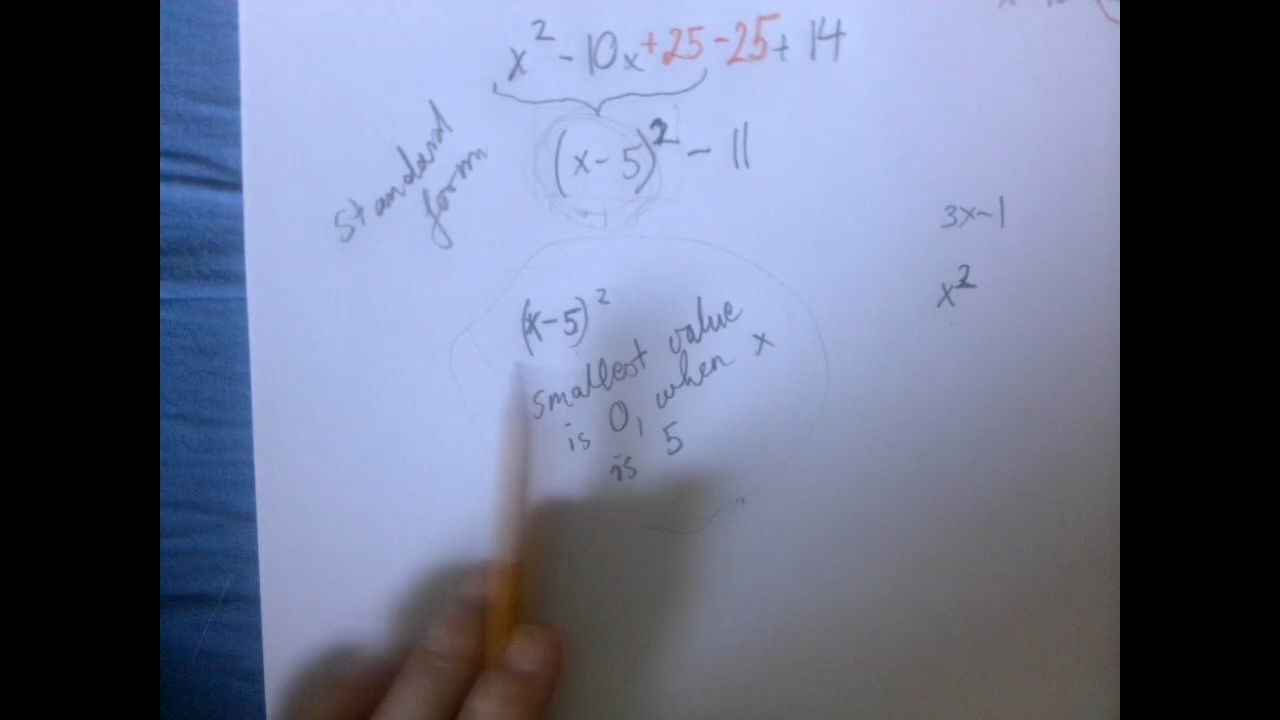 x² - 10x +25 -25 + 14
standard
form
(x - 5)² - 11
3x-1
x²
(x-5)²
smallest value
is 0, when x
is 5